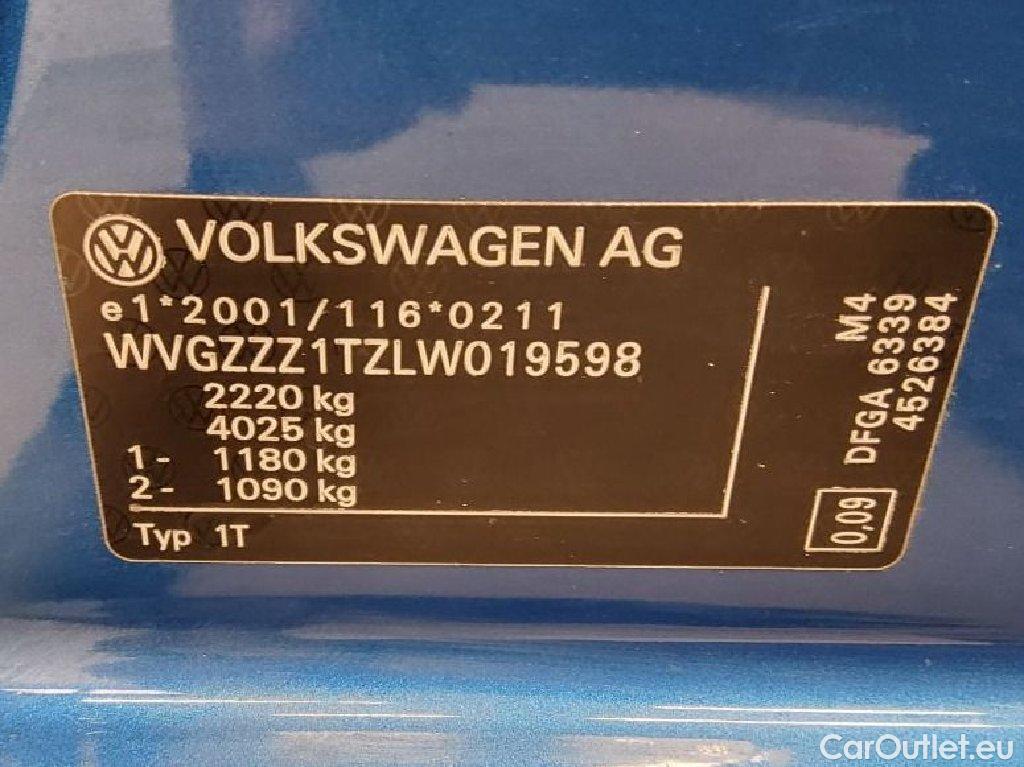 VOLKSWAGEN AG
e1*2001/116*0211
WVGZZZ1TZLW019598
2220 kg
4025 kg
1- 1180 kg
2- 1090 kg
Typ 1T
M4
DFGA 6339
4526384
0,09
CarOutlet.eu